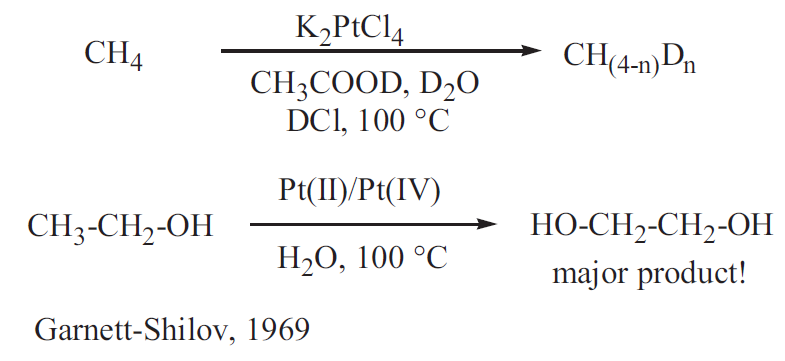 K₂PtCl₄
CH₄ CH₍₄₋ₙ₎Dₙ
CH₃COOD, D₂O
DCl, 100 °C
Pt(II)/Pt(IV)
CH₃-CH₂-OH HO-CH₂-CH₂-OH
H₂O, 100 °C major product!
Garnett-Shilov, 1969